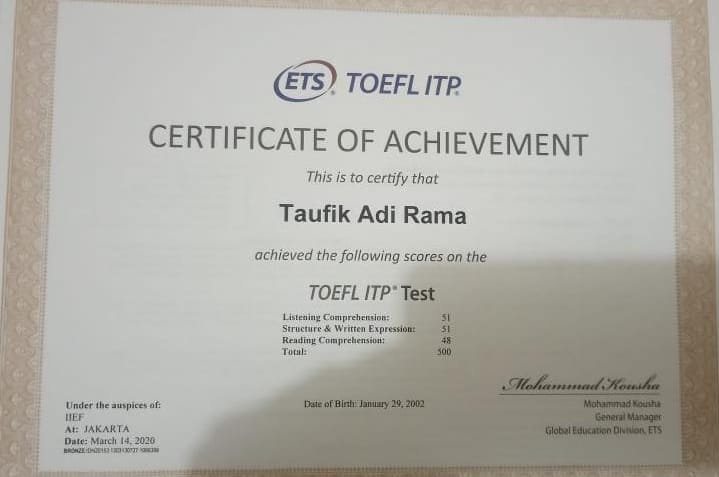 ETS® TOEFL ITP®
CERTIFICATE OF ACHIEVEMENT
This is to certify that
Taufik Adi Rama
achieved the following scores on the
TOEFL ITP® Test
Listening Comprehension: 51
Structure & Written Expression: 51
Reading Comprehension: 48
Total: 500
Mohammad Kousha
Mohammad Kousha
General Manager
Global Education Division, ETS
Date of Birth: January 29, 2002
Under the auspices of:
IIEF
At: JAKARTA
Date: March 14, 2020